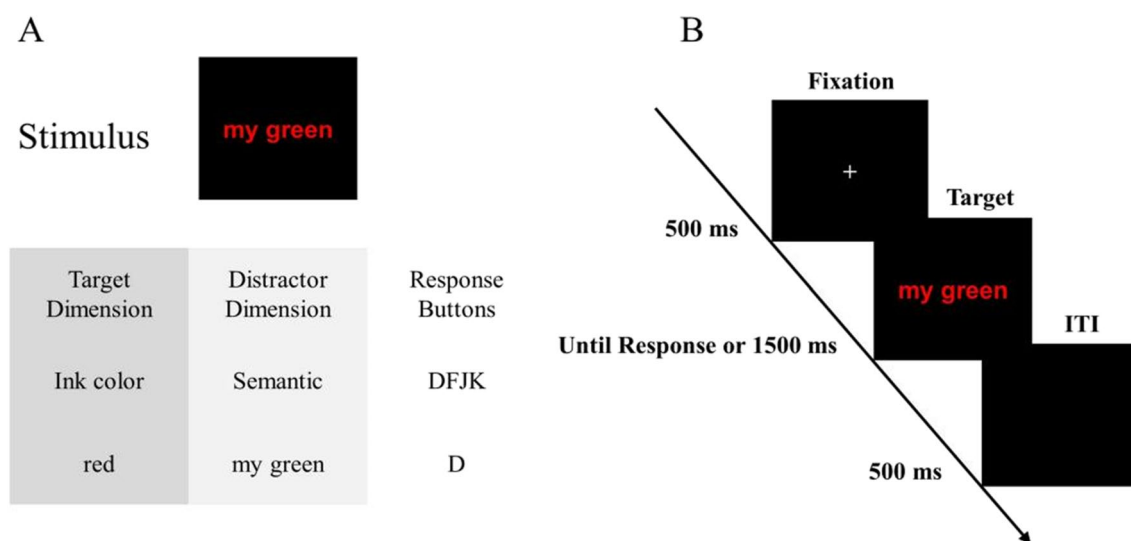 A
Stimulus
my green
Target
Dimension
Distractor
Dimension
Response
Buttons
Ink color
Semantic
DFJK
red
my green
D
B
Fixation
+
Target
500 ms
my green
ITI
Until Response or 1500 ms
500 ms